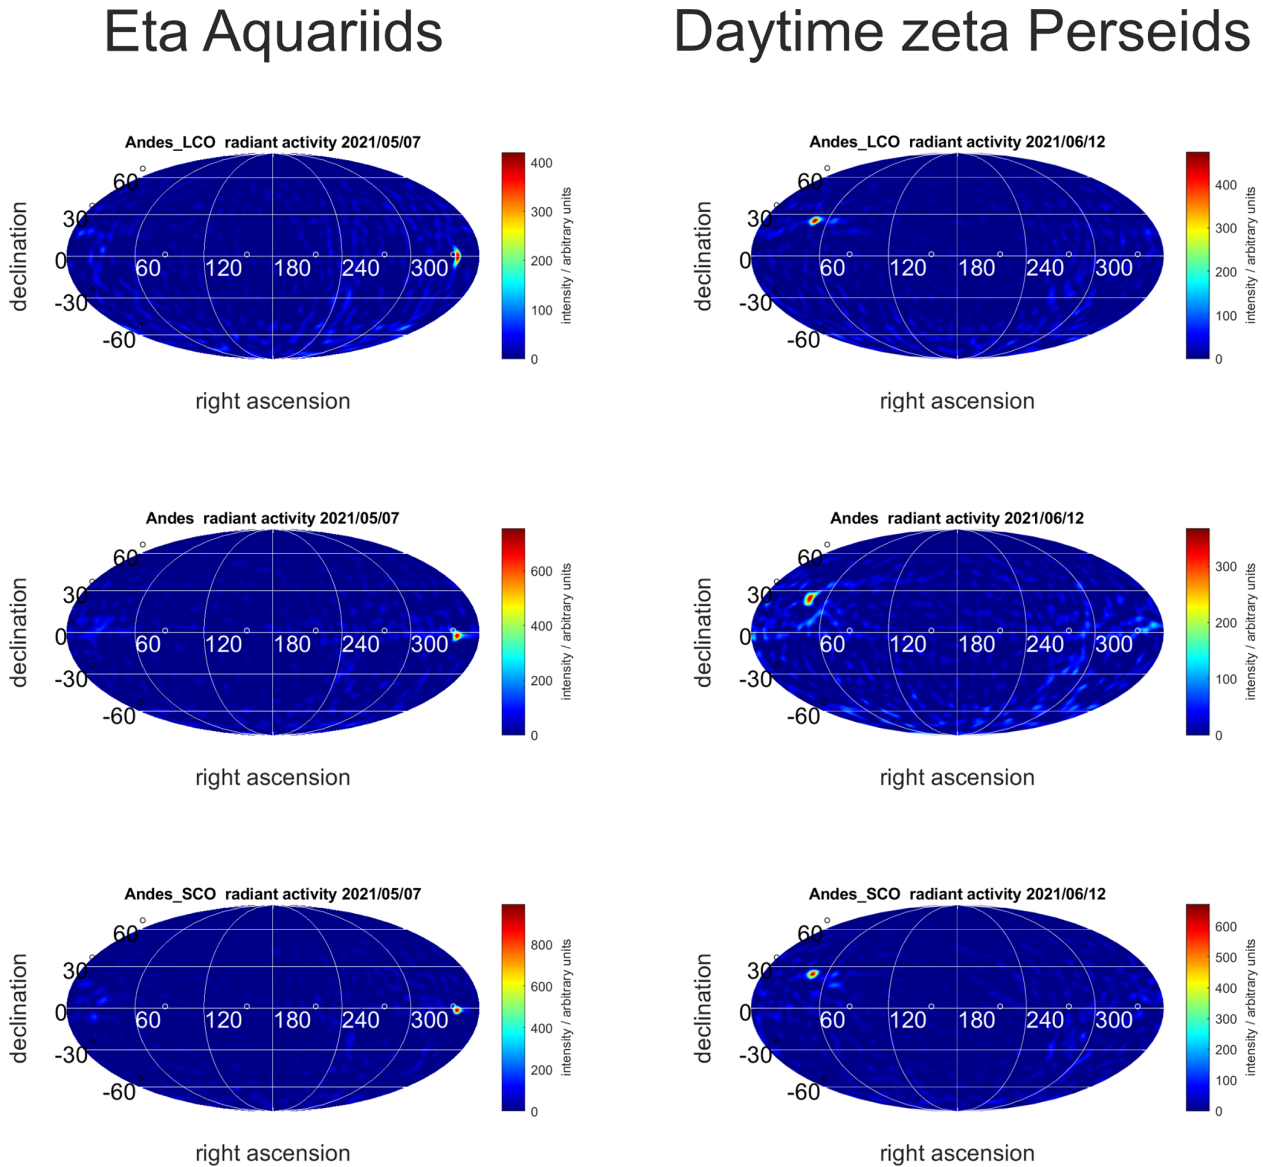 Eta Aquariids
Daytime zeta Perseids
Andes_LCO radiant activity 2021/05/07
declination
60°
30°
0
-30°
-60°
60° 120° 180° 240° 300°
right ascension
400
300
200
100
0
intensity / arbitrary units
Andes_LCO radiant activity 2021/06/12
declination
60°
30°
0°
-30°
-60°
60° 120° 180° 240° 300°
right ascension
400
300
200
100
0
intensity / arbitrary units
Andes radiant activity 2021/05/07
declination
60°
30°
0°
-30°
-60°
60° 120° 180° 240° 300°
right ascension
600
400
200
0
intensity / arbitrary units
Andes radiant activity 2021/06/12
declination
60°
30°
0°
-30°
-60°
60° 120° 180° 240° 300°
right ascension
300
200
100
0
intensity / arbitrary units
Andes_SCO radiant activity 2021/05/07
declination
60°
30°
0°
-30°
-60°
60° 120° 180° 240° 300°
right ascension
800
600
400
200
0
intensity / arbitrary units
Andes_SCO radiant activity 2021/06/12
declination
60°
30°
0°
-30°
-60°
60° 120° 180° 240° 300°
right ascension
600
500
400
300
200
100
0
intensity / arbitrary units